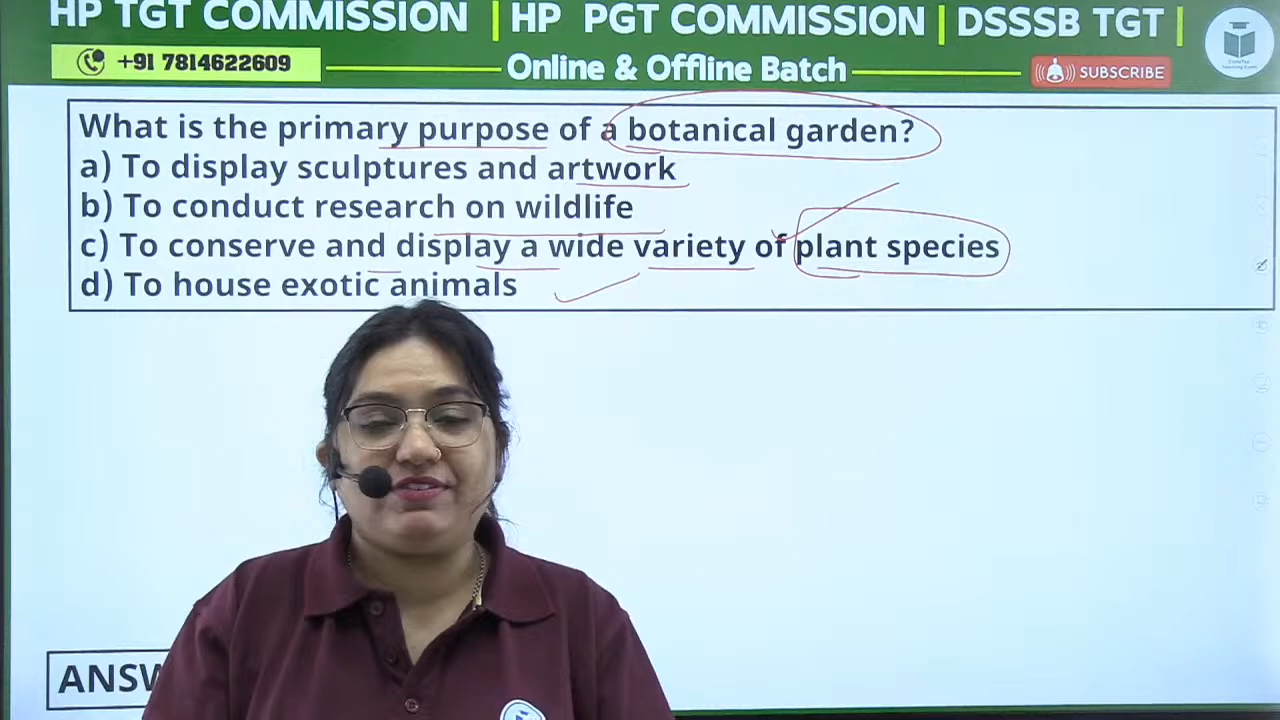 HP TGT COMMISSION | HP PGT COMMISSION | DSSSB TGT |
+91 7814622609
Online & Offline Batch
SUBSCRIBE
What is the primary purpose of a botanical garden?
a) To display sculptures and artwork
b) To conduct research on wildlife
c) To conserve and display a wide variety of plant species
d) To house exotic animals